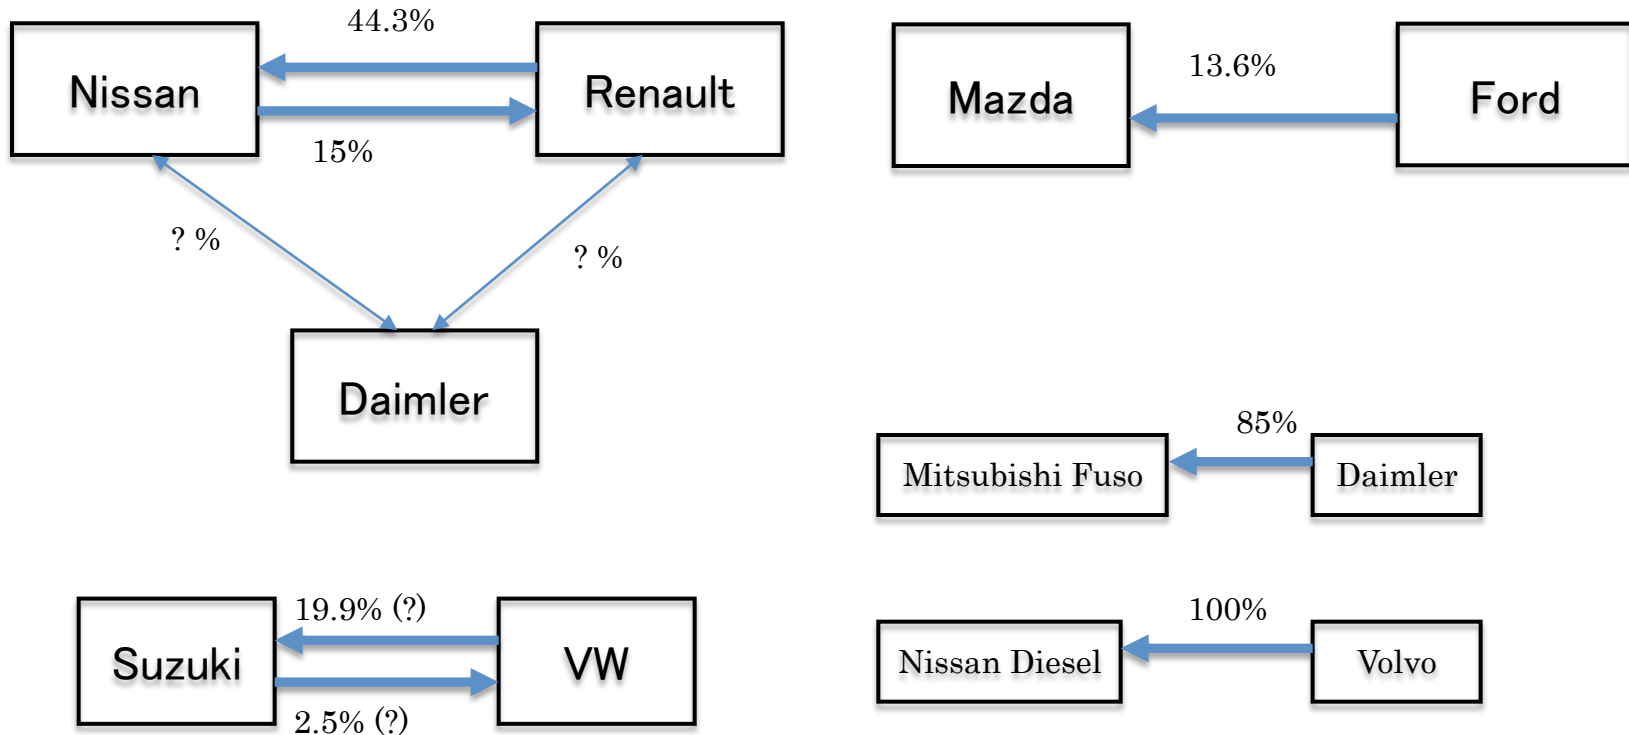 44.3%
Nissan
Renault
15%
? %
? %
Daimler
13.6%
Mazda
Ford
85%
Mitsubishi Fuso
Daimler
19.9% (?)
Suzuki
VW
2.5% (?)
100%
Nissan Diesel
Volvo